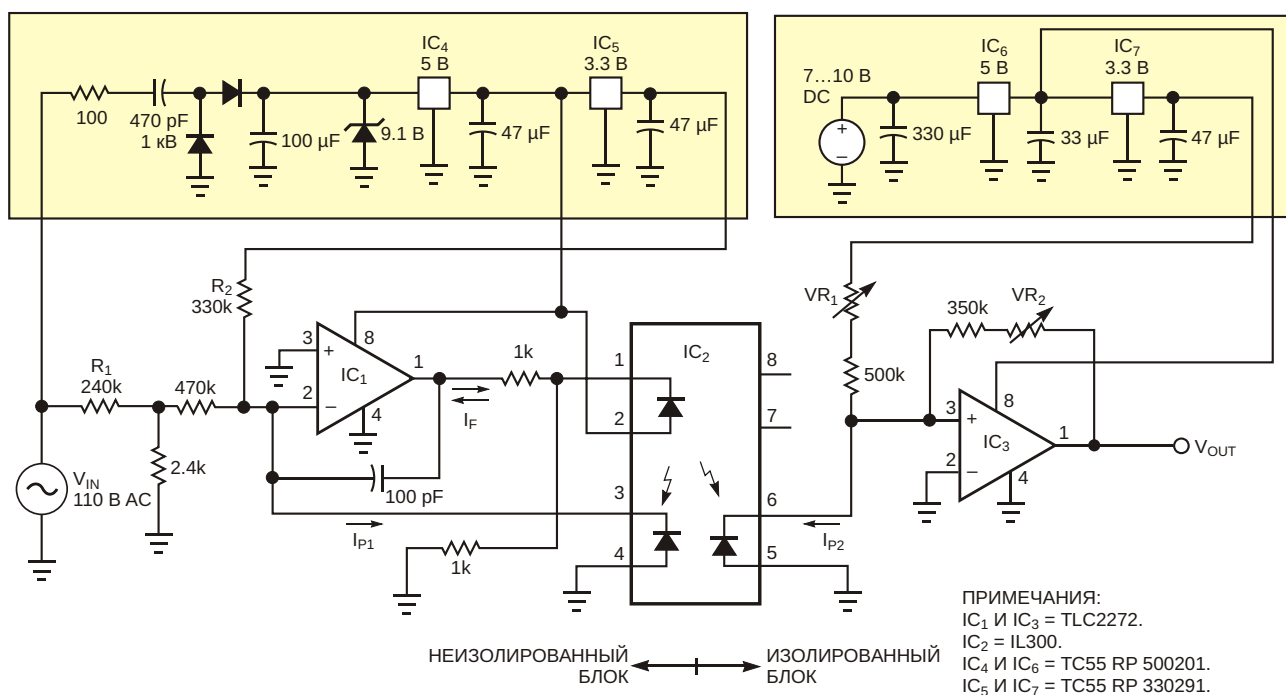 IC4
5 В
IC5
3.3 В
100
470 pF
1 кВ
100 µF
9.1 В
47 µF
47 µF
7...10 В
DC
+
–
330 µF
IC6
5 В
33 µF
IC7
3.3 В
47 µF
R2
330k
R1
240k
470k
2.4k
VIN
110 В AC
3
+
8
IC1
1
2
–
4
IF
1k
100 pF
IP1
1k
1
2
3
4
IC2
8
7
6
5
IP2
VR1
500k
350k
VR2
3
+
8
IC3
1
2
–
4
VOUT
НЕИЗОЛИРОВАННЫЙ
БЛОК
ИЗОЛИРОВАННЫЙ
БЛОК
ПРИМЕЧАНИЯ:
IC1 И IC3 = TLC2272.
IC2 = IL300.
IC4 И IC6 = TC55 RP 500201.
IC5 И IC7 = TC55 RP 330291.